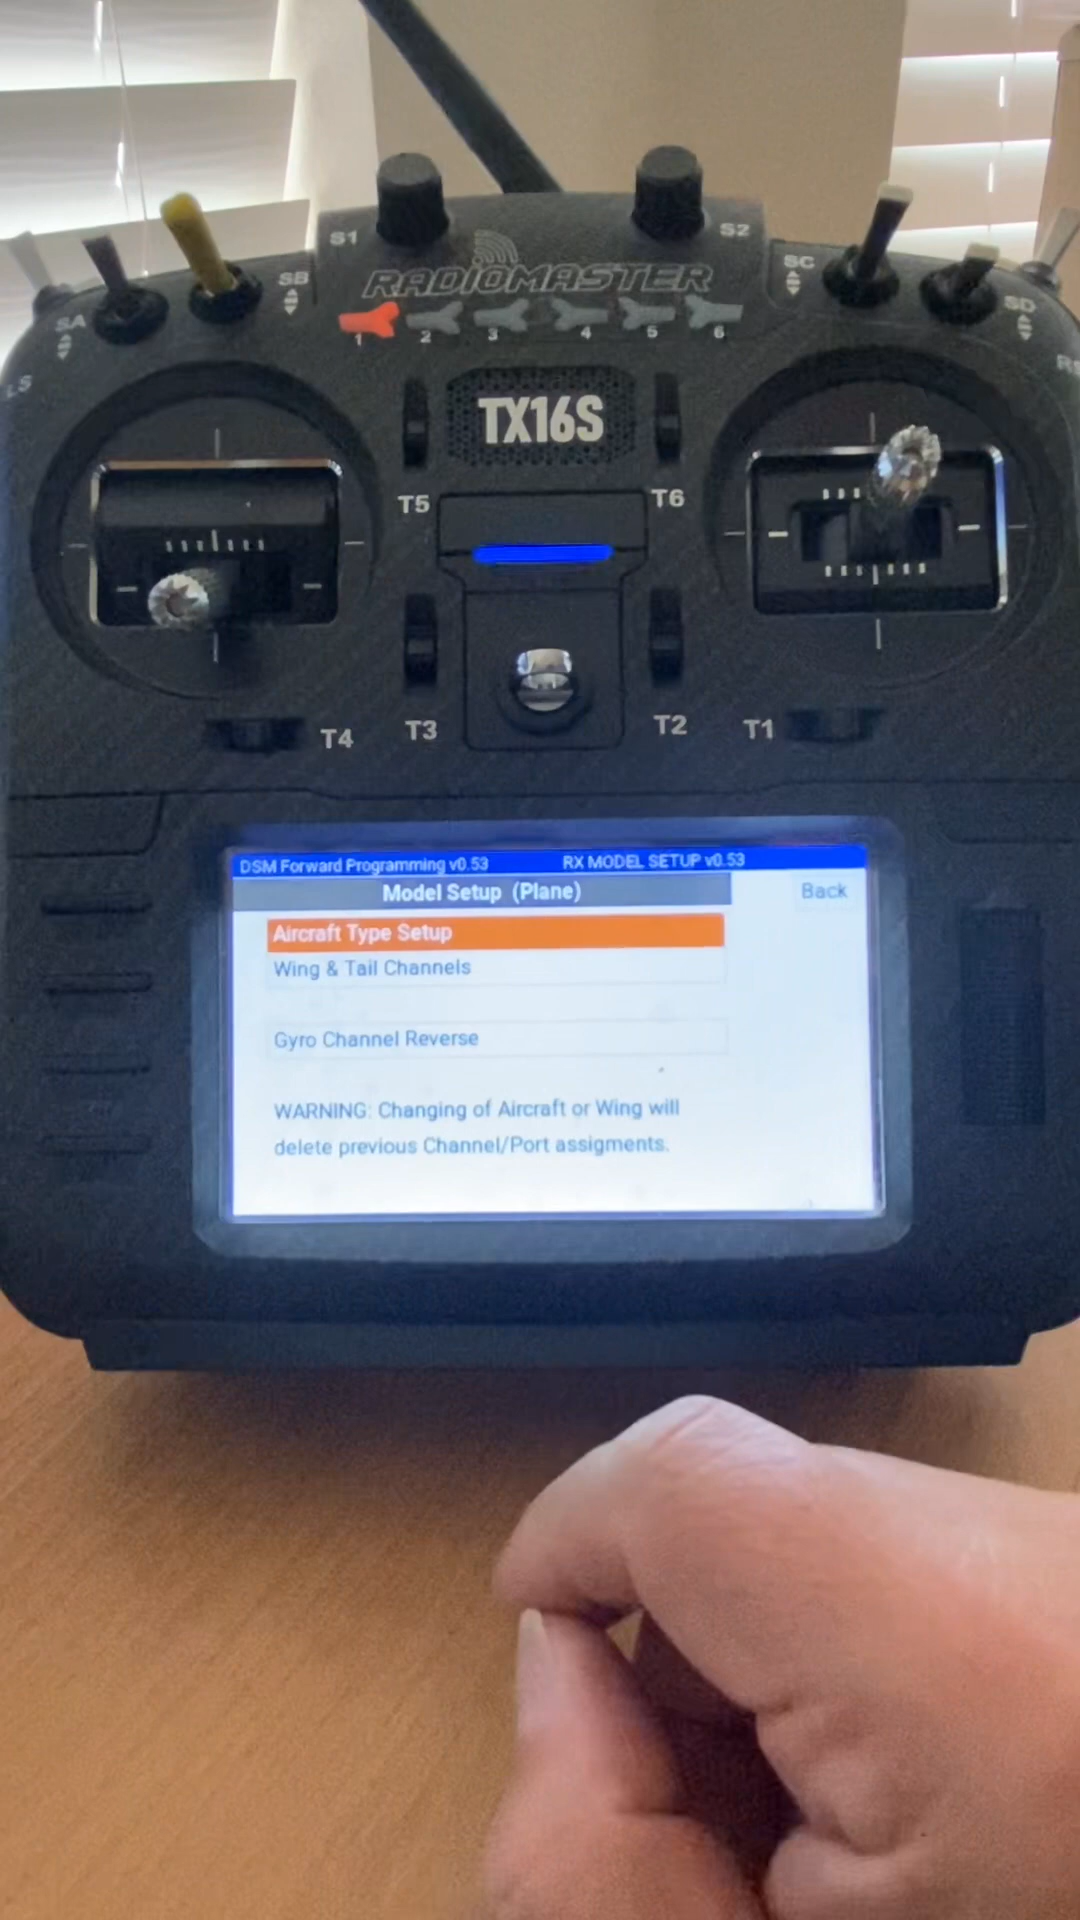 S1
S2
SB
SC
RADIOMASTER
SA
SD
1 2 3 4 5 6
LS
TX16S
T5
T6
T4
T3
T2
T1
DSM Forward Programming v0.53
RX MODEL SETUP v0.53
Model Setup (Plane)
Back
Aircraft Type Setup
Wing & Tail Channels
Gyro Channel Reverse
WARNING: Changing of Aircraft or Wing will
delete previous Channel/Port assigments.